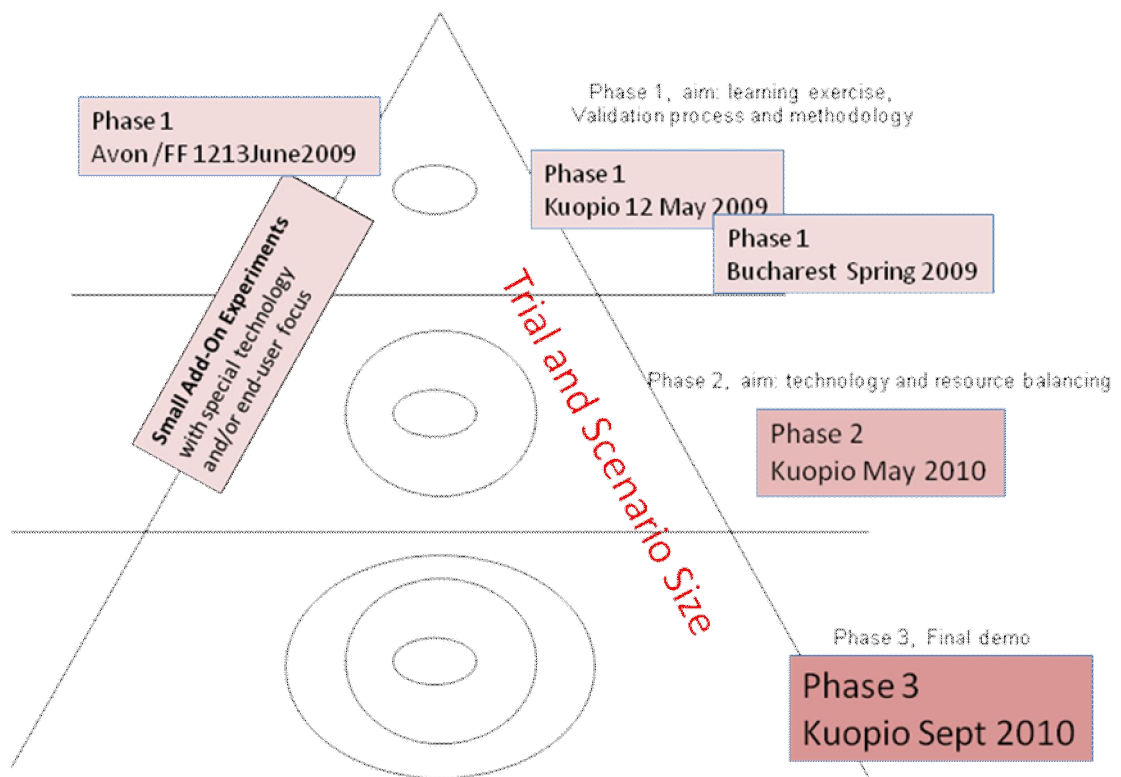 Phase 1, aim: learning exercise,
Validation process and methodology
Phase 1
Avon /FF 1213June2009
Phase 1
Kuopio 12 May 2009
Phase 1
Bucharest Spring 2009
Small Add-On Experiments
with special technology
and/or end-user focus
Trial and Scenario Size
Phase 2, aim: technology and resource balancing
Phase 2
Kuopio May 2010
Phase 3, Final demo
Phase 3
Kuopio Sept 2010